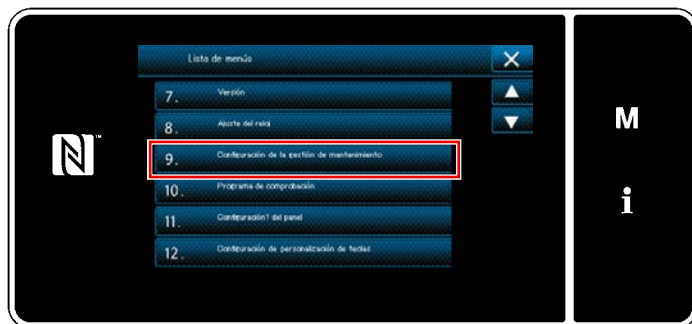 Lista de menús
7. Versión
8. Ajuste del reloj
9. Configuración de la gestión de mantenimiento
10. Programa de comprobación
11. Configuración? del panel
12. Configuración de personalización de teclas
M
i
N